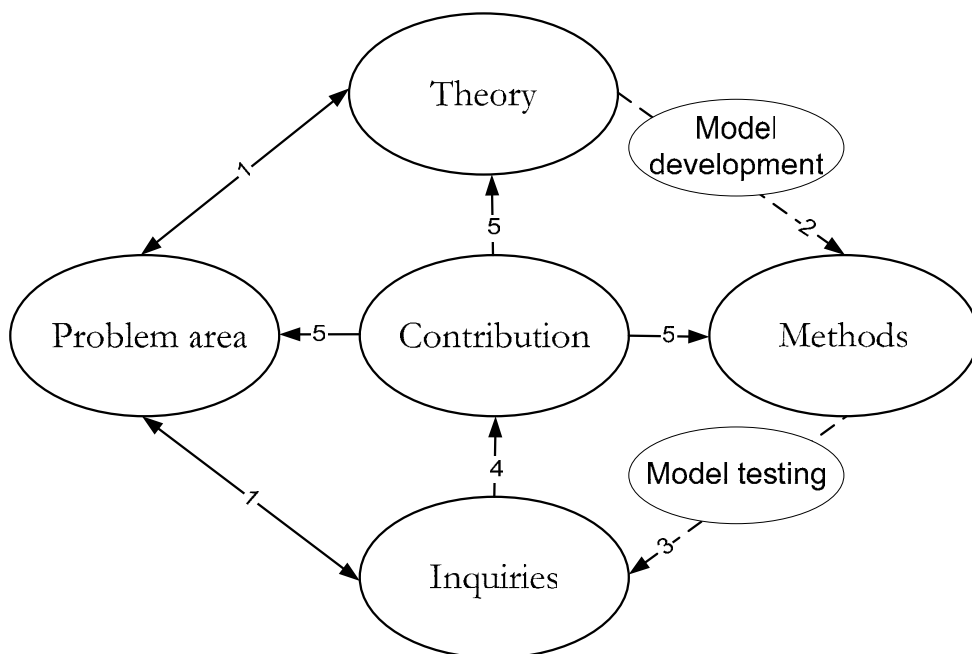 Theory
Model
development
1
2
5
Problem area
5
Contribution
5
Methods
4
Model testing
1
3
Inquiries